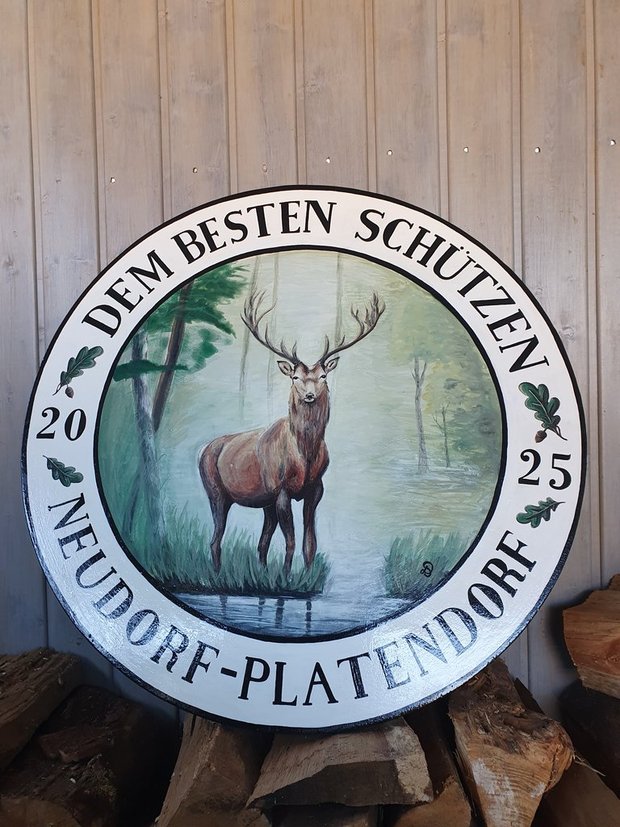 DEM BESTEN SCHÜTZEN
20 25
NEUDORF-PLATENDORF